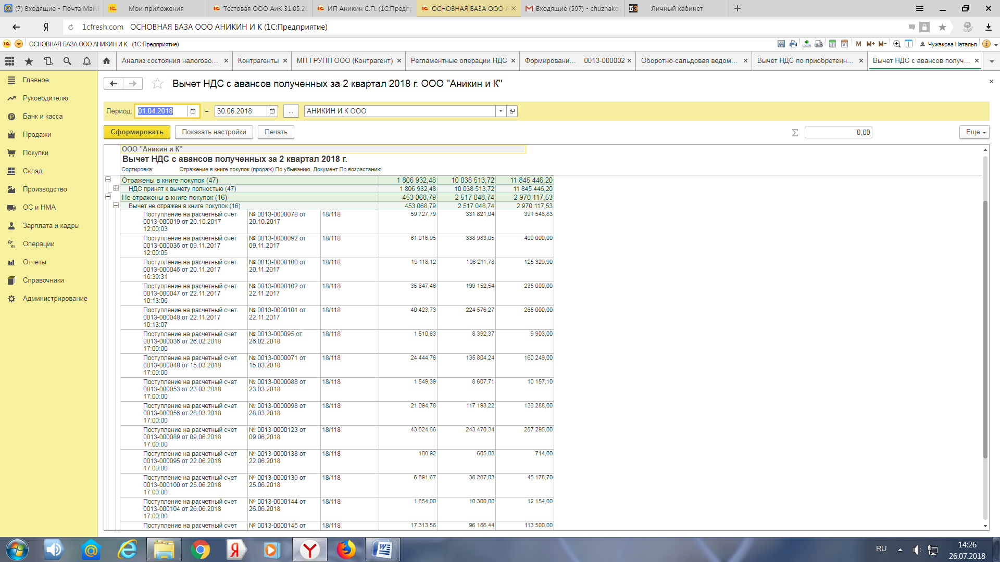 (7) Входящие - Почта Mail.R
Мои приложения
Тестовая ООО АиК 31.05.20
ИП Аникин С.П. (1С:Предпр
ОСНОВНАЯ БАЗА ООО А
Входящие (597) - chuzhako
БЭ
Личный кабинет
Я
1cfresh.com ОСНОВНАЯ БАЗА ООО АНИКИН И К (1С:Предприятие)
ОСНОВНАЯ БАЗА ООО АНИКИН И К (1С:Предприятие)
M M+ M- Чужакова Наталья
Анализ состояния налогово...
Контрагенты
МП ГРУПП ООО (Контрагент)
Регламентные операции НДС
Формировани... 0013-000002
Оборотно-сальдовая ведом...
Вычет НДС по приобретенн...
Вычет НДС с авансов получ...
Главное
Руководителю
Банк и касса
Продажи
Покупки
Склад
Производство
ОС и НМА
Зарплата и кадры
Операции
Отчеты
Справочники
Администрирование
Вычет НДС с авансов полученных за 2 квартал 2018 г. ООО "Аникин и К"
Период: 01.04.2018 – 30.06.2018 ... АНИКИН И К ООО
Сформировать Показать настройки Печать Σ 0,00 Еще
ООО "Аникин и К"
Вычет НДС с авансов полученных за 2 квартал 2018 г.
Сортировка: Отражение в книге покупок (продаж) По убыванию, Документ По возрастанию
Отражены в книге покупок (47) 1 806 932,48 10 038 513,72 11 845 446,20
НДС принят к вычету полностью (47) 1 806 932,48 10 038 513,72 11 845 446,20
Не отражены в книге покупок (16) 453 068,79 2 517 048,74 2 970 117,53
Вычет не отражен в книге покупок (16) 453 068,79 2 517 048,74 2 970 117,53
Поступление на расчетный счет № 0013-0000078 от 18/118 59 727,79 331 821,04 391 548,83
0013-000019 от 20.10.2017 20.10.2017
12:00:03
Поступление на расчетный счет № 0013-0000092 от 18/118 61 016,95 338 983,05 400 000,00
0013-000036 от 09.11.2017 09.11.2017
12:00:05
Поступление на расчетный счет № 0013-0000100 от 18/118 19 118,12 106 211,78 125 329,90
0013-000046 от 20.11.2017 20.11.2017
16:39:31
Поступление на расчетный счет № 0013-0000102 от 18/118 35 847,46 199 152,54 235 000,00
0013-000047 от 22.11.2017 22.11.2017
10:13:06
Поступление на расчетный счет № 0013-0000101 от 18/118 40 423,73 224 576,27 265 000,00
0013-000048 от 22.11.2017 22.11.2017
10:13:07
Поступление на расчетный счет № 0013-000095 от 18/118 1 510,63 8 392,37 9 903,00
0013-000036 от 26.02.2018 26.02.2018
17:00:00
Поступление на расчетный счет № 0013-0000071 от 18/118 24 444,76 135 804,24 160 249,00
0013-000048 от 15.03.2018 15.03.2018
17:00:00
Поступление на расчетный счет № 0013-0000088 от 18/118 1 549,39 8 607,71 10 157,10
0013-000053 от 23.03.2018 23.03.2018
17:00:00
Поступление на расчетный счет № 0013-0000098 от 18/118 21 094,78 117 193,22 138 288,00
0013-000056 от 28.03.2018 28.03.2018
17:00:00
Поступление на расчетный счет № 0013-0000123 от 18/118 43 824,66 243 470,34 287 295,00
0013-000089 от 09.06.2018 09.06.2018
17:00:00
Поступление на расчетный счет № 0013-0000138 от 18/118 108,92 605,08 714,00
0013-000095 от 22.06.2018 22.06.2018
17:00:00
Поступление на расчетный счет № 0013-0000139 от 18/118 6 891,67 38 287,03 45 178,70
0013-000100 от 25.06.2018 25.06.2018
17:00:00
Поступление на расчетный счет № 0013-0000144 от 18/118 1 854,00 10 300,00 12 154,00
0013-000104 от 26.06.2018 26.06.2018
17:00:00
Поступление на расчетный счет № 0013-0000145 от 18/118 17 313,56 96 186,44 113 500,00
RU 14:26
26.07.2018